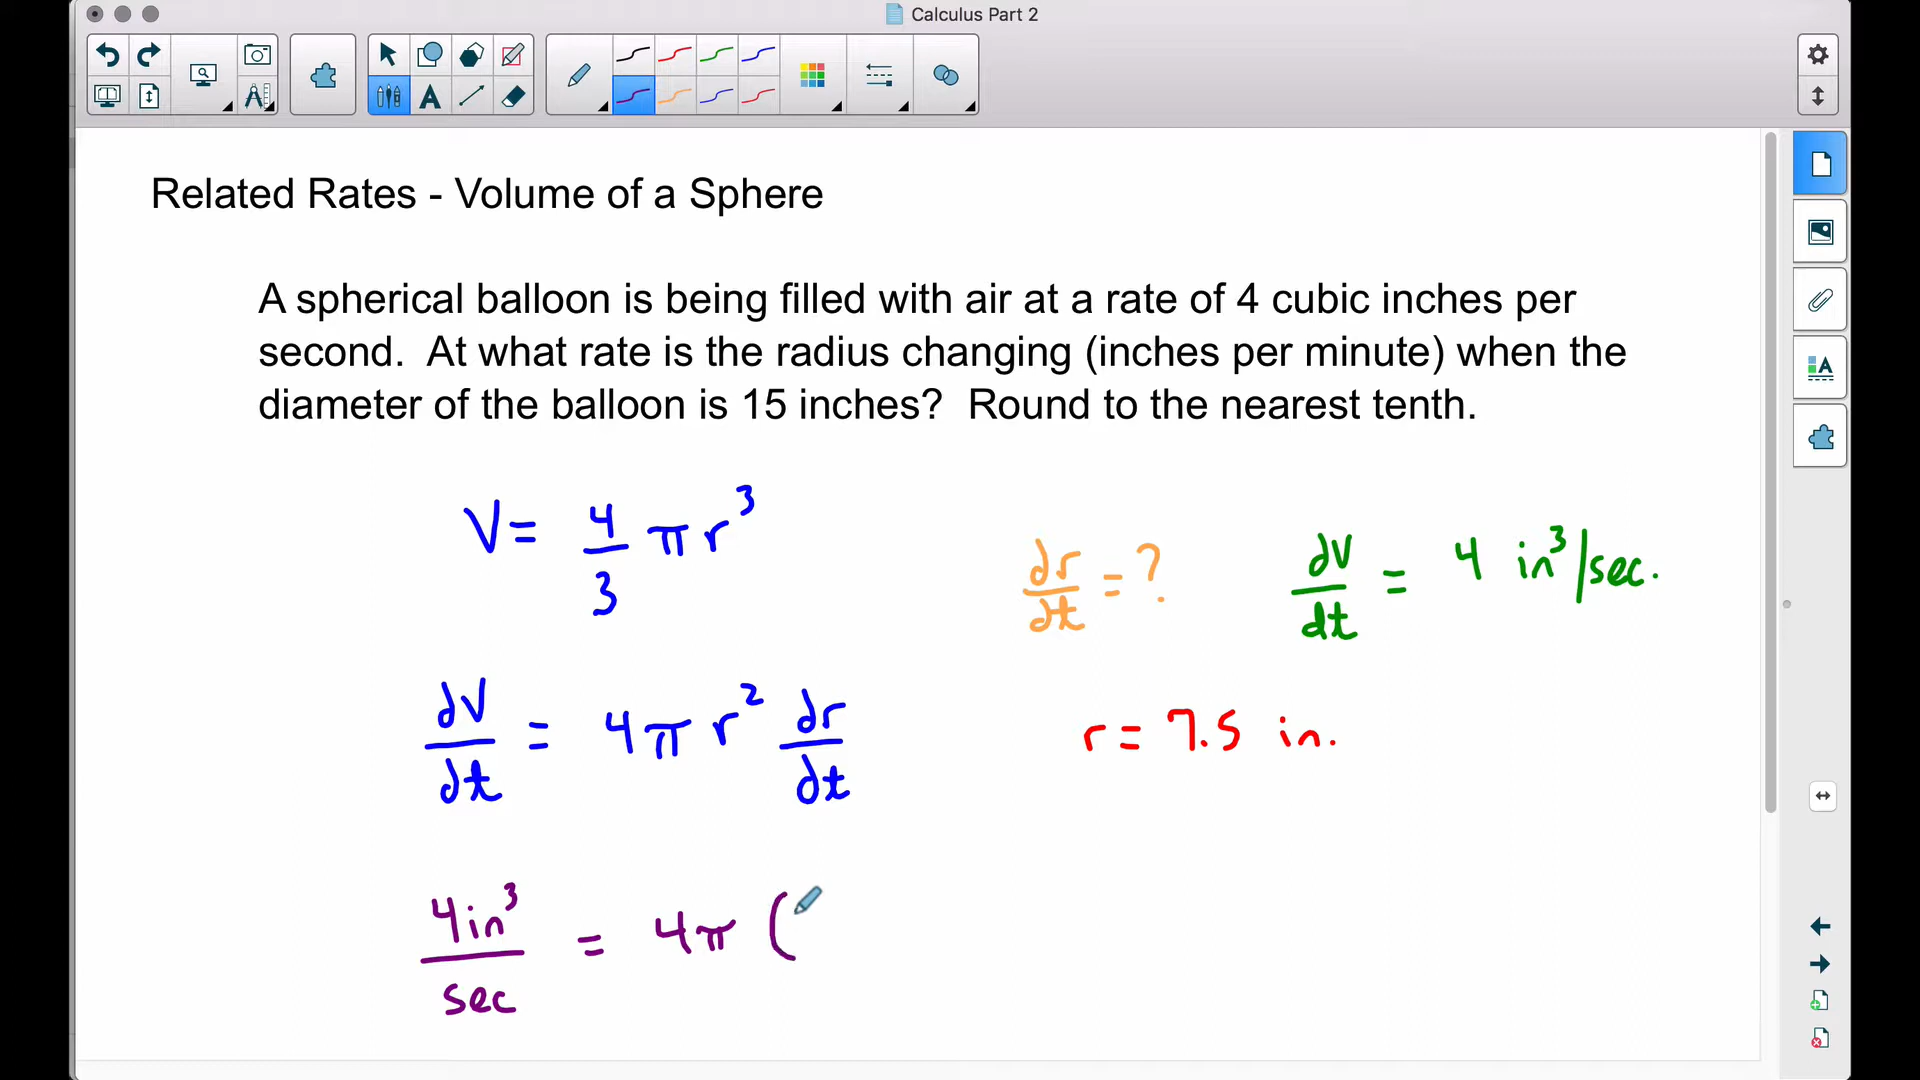 Calculus Part 2
Related Rates - Volume of a Sphere
A spherical balloon is being filled with air at a rate of 4 cubic inches per
second. At what rate is the radius changing (inches per minute) when the
diameter of the balloon is 15 inches? Round to the nearest tenth.
V = 4/3 π r³
dr/dt = ?
dV/dt = 4 in³/sec.
dV/dt = 4 π r² dr/dt
r = 7.5 in.
4in³/sec = 4π (